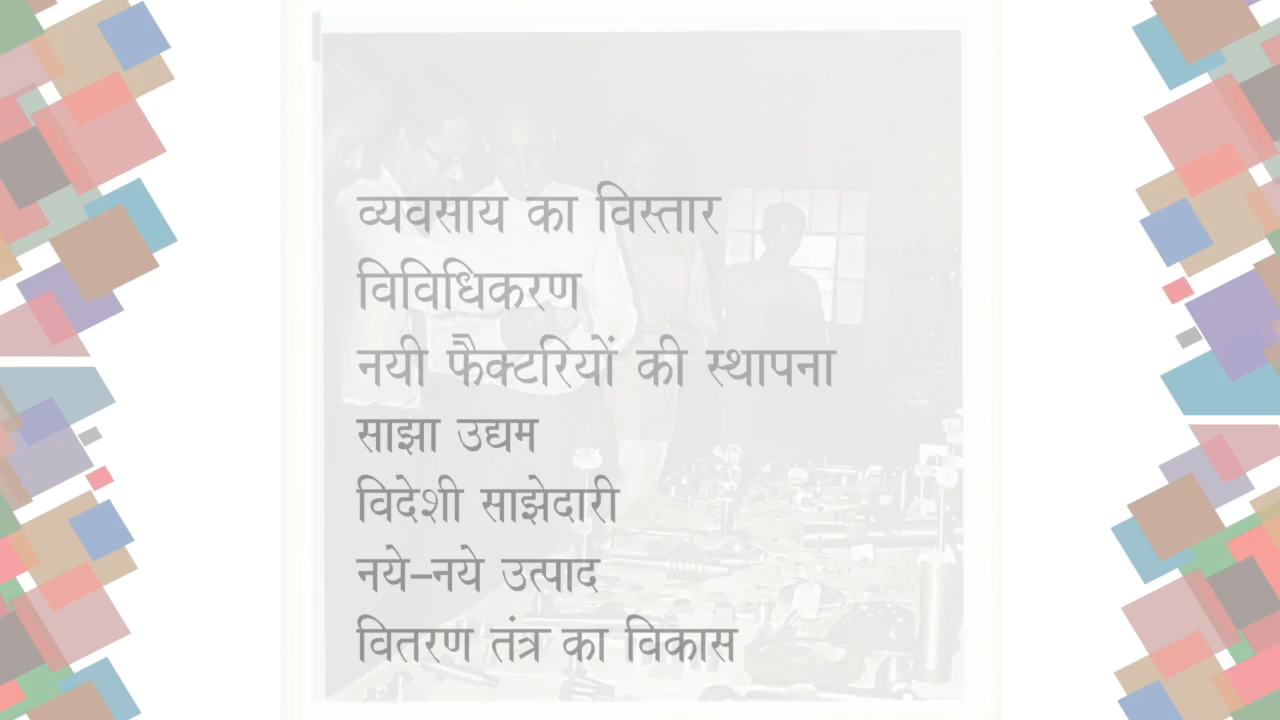 व्यवसाय का विस्तार
विविधिकरण
नयी फैक्टरियों की स्थापना
साझा उद्यम
विदेशी साझेदारी
नये–नये उत्पाद
वितरण तंत्र का विकास